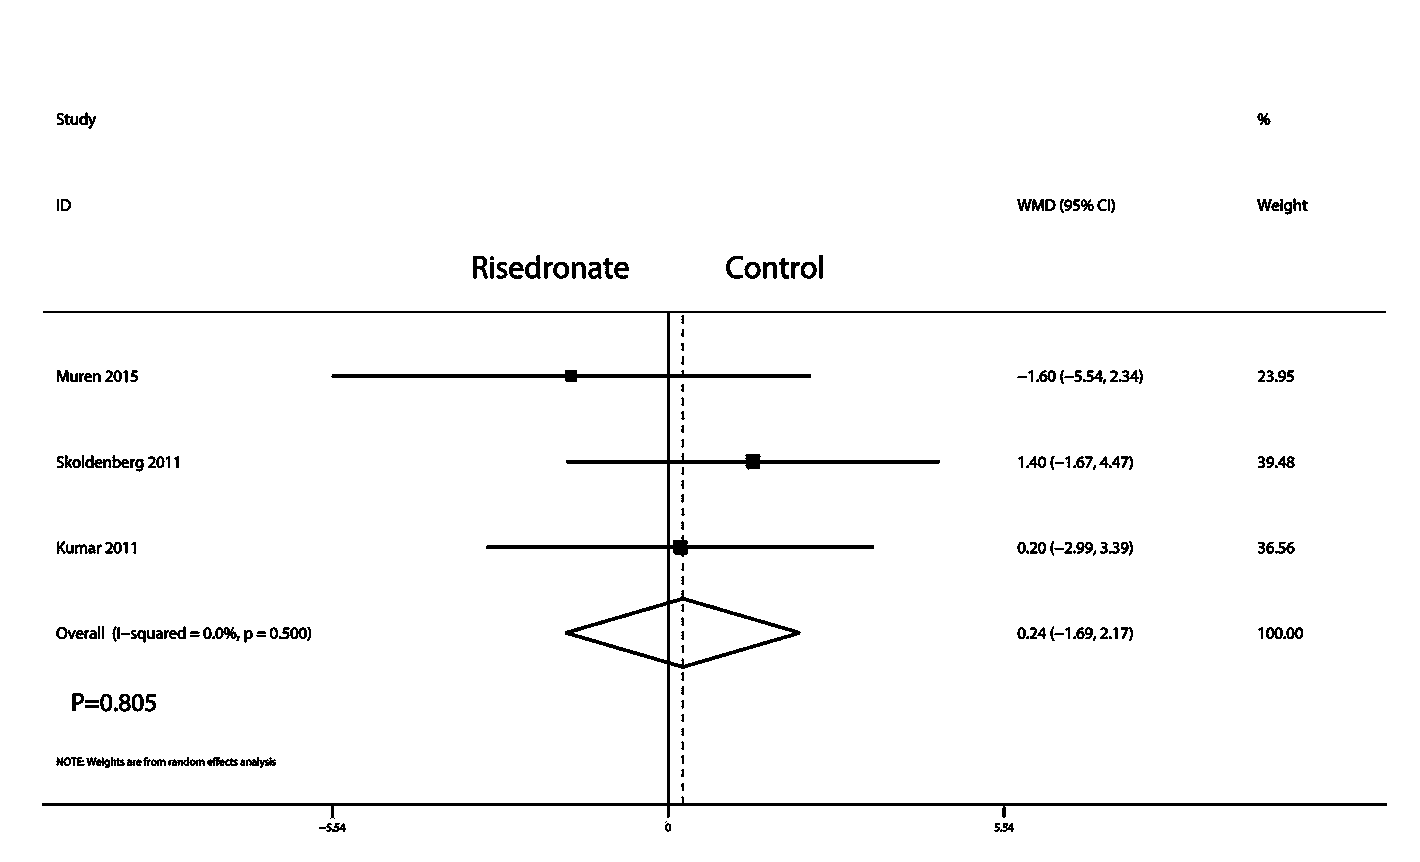 Study %
ID WMD (95% CI) Weight
Risedronate Control
Muren 2015 −1.60 (−5.54, 2.34) 23.95
Skoldenberg 2011 1.40 (−1.67, 4.47) 39.48
Kumar 2011 0.20 (−2.99, 3.39) 36.56
Overall (I−squared = 0.0%, p = 0.500) 0.24 (−1.69, 2.17) 100.00
P=0.805
NOTE: Weights are from random effects analysis
−5.54 0 5.54